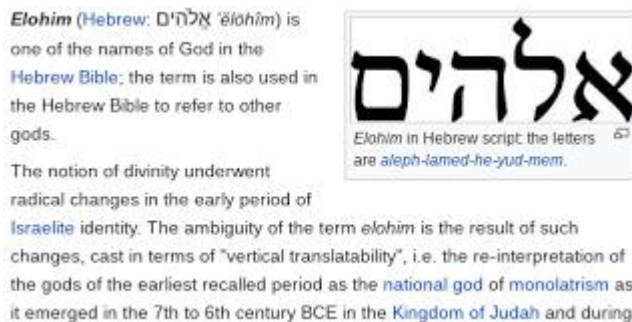 Elohim (Hebrew: אֱלֹהִים ’ĕlōhîm) is
one of the names of God in the
Hebrew Bible; the term is also used in
the Hebrew Bible to refer to other
gods.
אלהים
Elohim in Hebrew script: the letters
are aleph-lamed-he-yud-mem.
The notion of divinity underwent
radical changes in the early period of
Israelite identity. The ambiguity of the term elohim is the result of such
changes, cast in terms of "vertical translatability", i.e. the re-interpretation of
the gods of the earliest recalled period as the national god of monolatrism as
it emerged in the 7th to 6th century BCE in the Kingdom of Judah and during